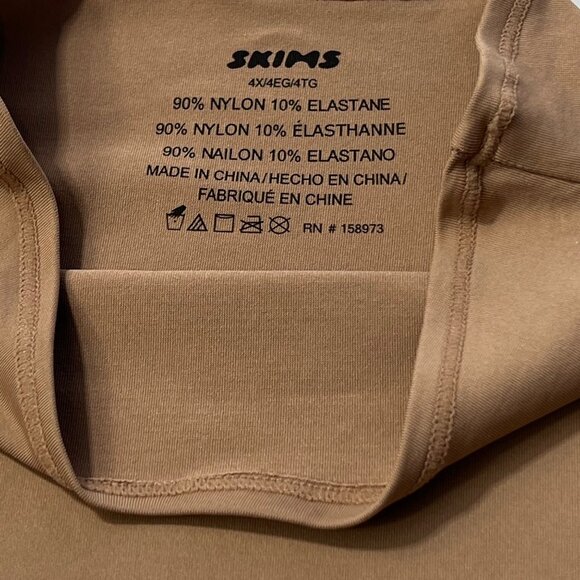 SKIMS
4X/4EG/4TG
90% NYLON 10% ELASTANE
90% NYLON 10% ÉLASTHANNE
90% NAILON 10% ELASTANO
MADE IN CHINA/HECHO EN CHINA/
FABRIQUÉ EN CHINE
RN # 158973